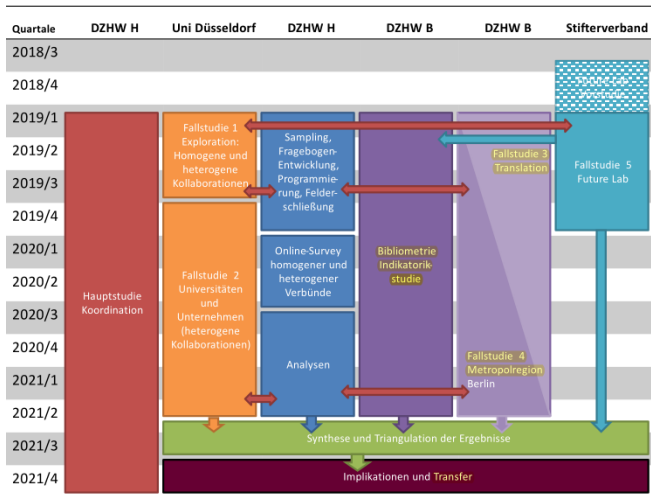 Quartale DZHW H Uni Düsseldorf DZHW H DZHW B DZHW B Stifterverband
2018/3
2018/4
2019/1
2019/2
2019/3
2019/4
2020/1
2020/2
2020/3
2020/4
2021/1
2021/2
2021/3
2021/4
Hauptstudie
Koordination
Fallstudie 1
Exploration:
Homogene und
heterogene
Kollaborationen
Fallstudie 2
Universitäten
und
Unternehmen
(heterogene
Kollaborationen)
Sampling,
Fragebogen-
Entwicklung,
Programmie-
rung, Felder-
schließung
Online-Survey
homogener und
heterogener
Verbünde
Analysen
Bibliometrie
Indikatorik-
studie
Fallstudie 3
Translation
Fallstudie 4
Metropolregion
Berlin
Fallstudie 5
Future Lab
Synthese und Triangulation der Ergebnisse
Implikationen und Transfer